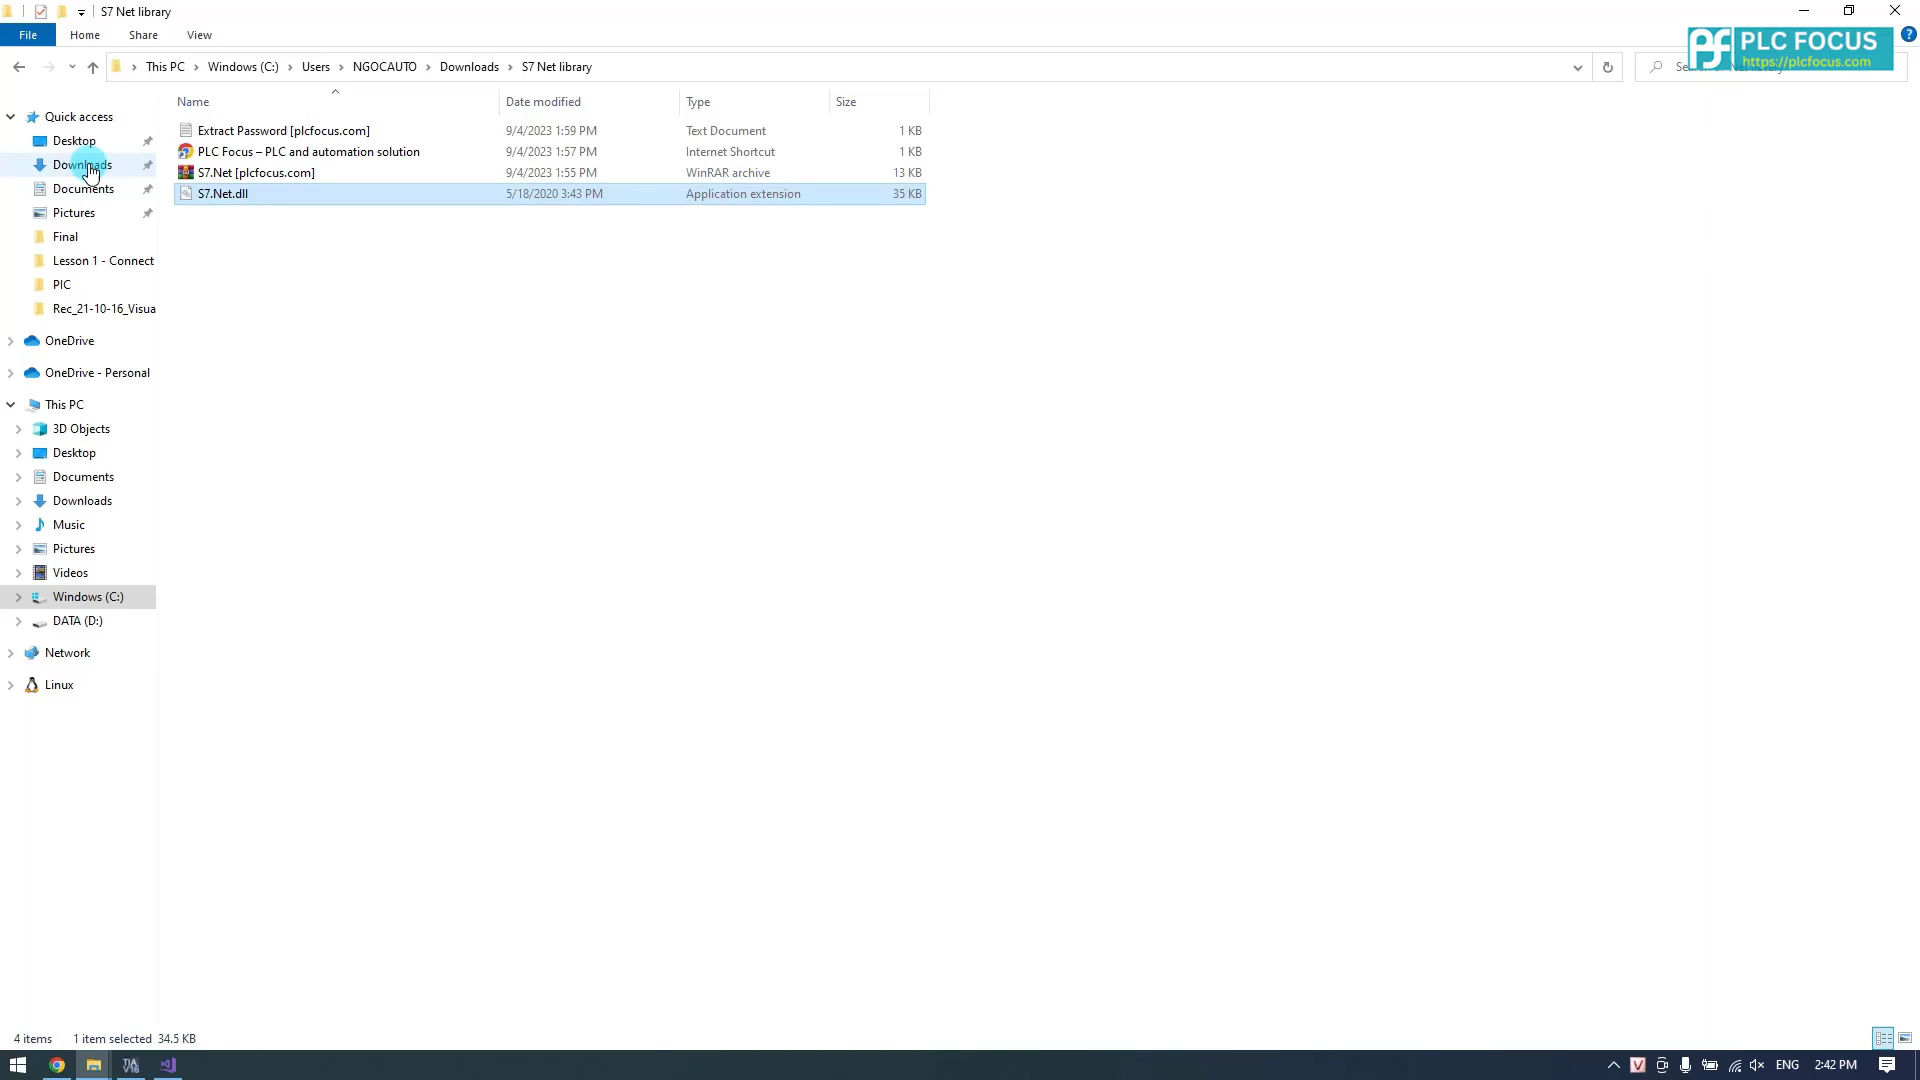 S7 Net library
File Home Share View
PLC FOCUS
https://plcfocus.com
This PC Windows (C:) Users NGOCAUTO Downloads S7 Net library
Name Date modified Type Size
Extract Password [plcfocus.com] 9/4/2023 1:59 PM Text Document 1 KB
PLC Focus – PLC and automation solution 9/4/2023 1:57 PM Internet Shortcut 1 KB
S7.Net [plcfocus.com] 9/4/2023 1:55 PM WinRAR archive 13 KB
S7.Net.dll 5/18/2020 3:43 PM Application extension 35 KB
Quick access
Desktop
Downloads
Documents
Pictures
Final
Lesson 1 - Connect
PIC
Rec_21-10-16_Visua
OneDrive
OneDrive - Personal
This PC
3D Objects
Desktop
Documents
Downloads
Music
Pictures
Videos
Windows (C:)
DATA (D:)
Network
Linux
4 items 1 item selected 34.5 KB
ENG 2:42 PM